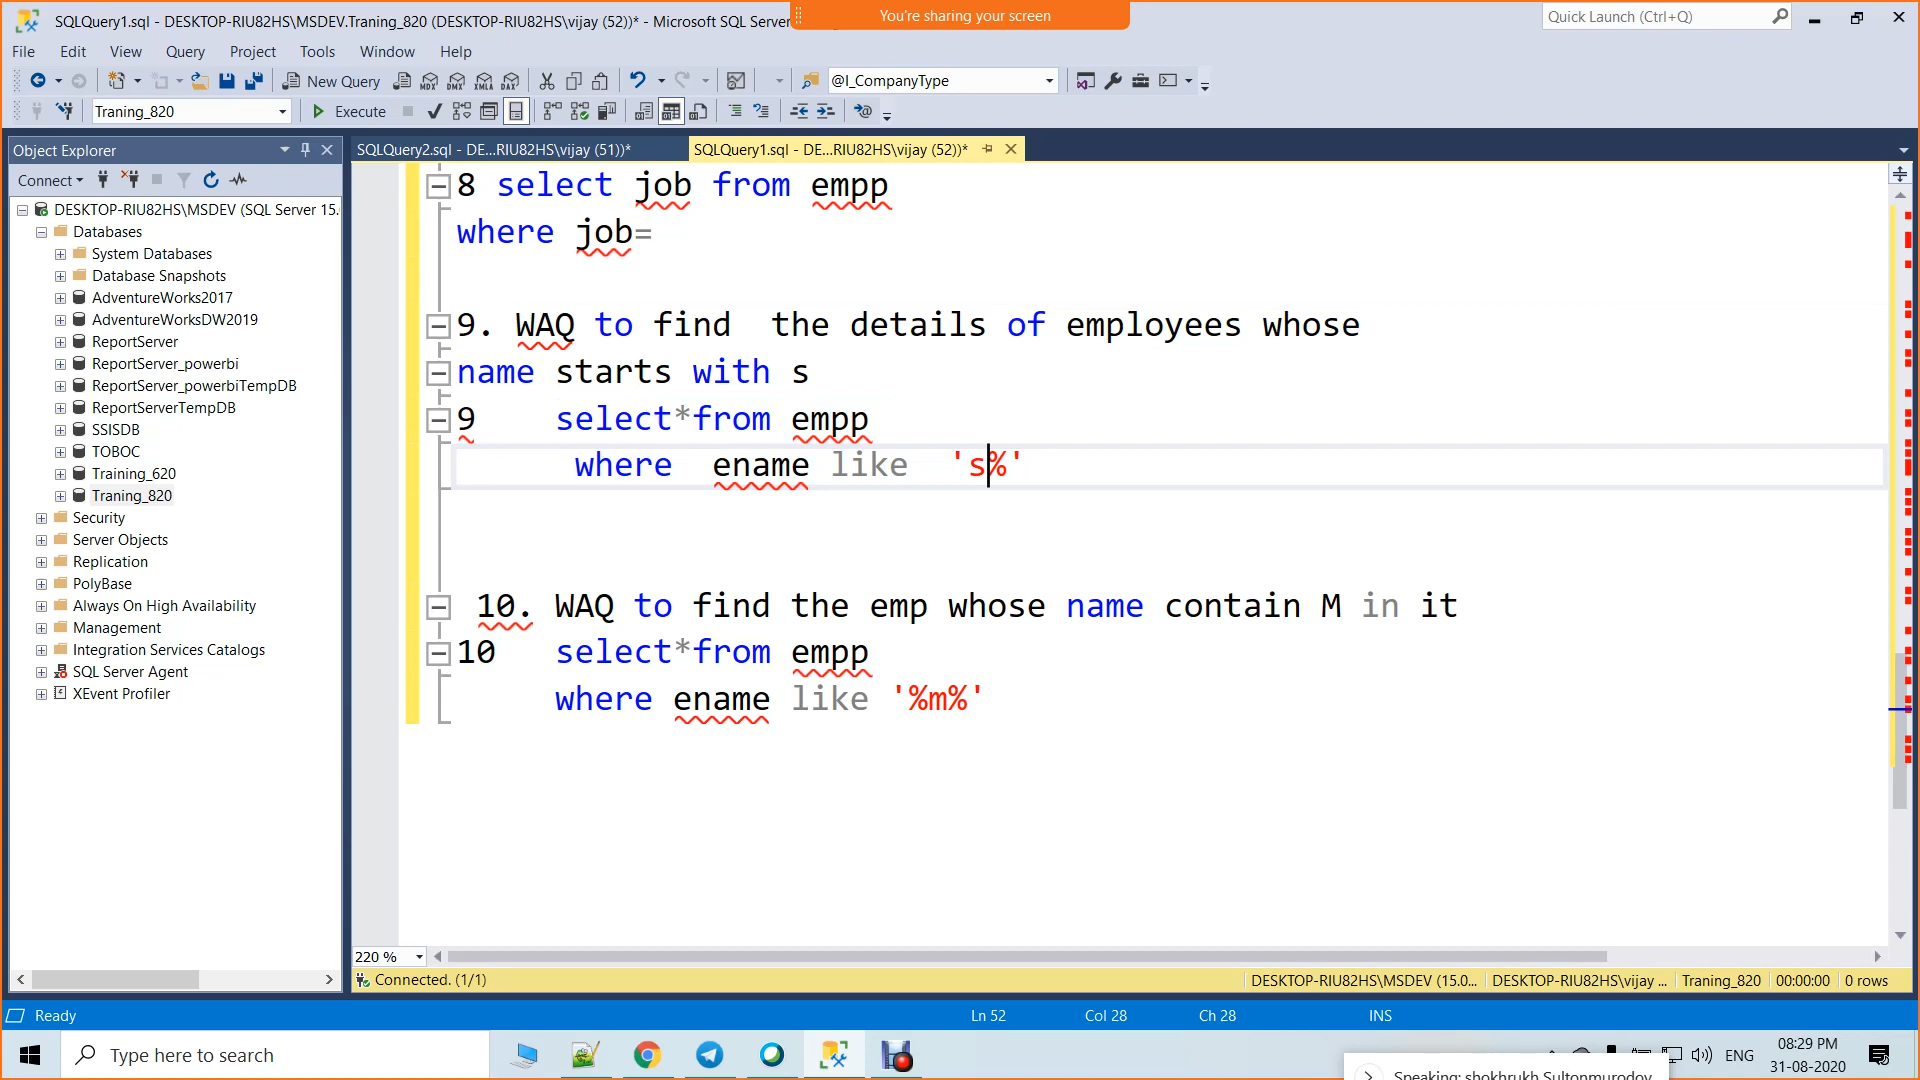 SQLQuery1.sql - DESKTOP-RIU82HS\MSDEV.Traning_820 (DESKTOP-RIU82HS\vijay (52))* - Microsoft SQL Server
You're sharing your screen
Quick Launch (Ctrl+Q)
File Edit View Query Project Tools Window Help
New Query MDX DMX XMLA DAX @I_CompanyType
Traning_820 Execute
Object Explorer
SQLQuery2.sql - DE...RIU82HS\vijay (51))*
SQLQuery1.sql - DE...RIU82HS\vijay (52))*
Connect
DESKTOP-RIU82HS\MSDEV (SQL Server 15.
Databases
System Databases
Database Snapshots
AdventureWorks2017
AdventureWorksDW2019
ReportServer
ReportServer_powerbi
ReportServer_powerbiTempDB
ReportServerTempDB
SSISDB
TOBOC
Training_620
Traning_820
Security
Server Objects
Replication
PolyBase
Always On High Availability
Management
Integration Services Catalogs
SQL Server Agent
XEvent Profiler
8 select job from empp
where job=
9. WAQ to find  the details of employees whose
name starts with s
9    select*from empp
where  ename like  's%'
10. WAQ to find the emp whose name contain M in it
10   select*from empp
where ename like '%m%'
220 %
Connected. (1/1)
DESKTOP-RIU82HS\MSDEV (15.0... DESKTOP-RIU82HS\vijay ... Traning_820 00:00:00 0 rows
Ready Ln 52 Col 28 Ch 28 INS
Type here to search
ENG
08:29 PM
31-08-2020
Speaking: shokhrukh Sultonmurodov